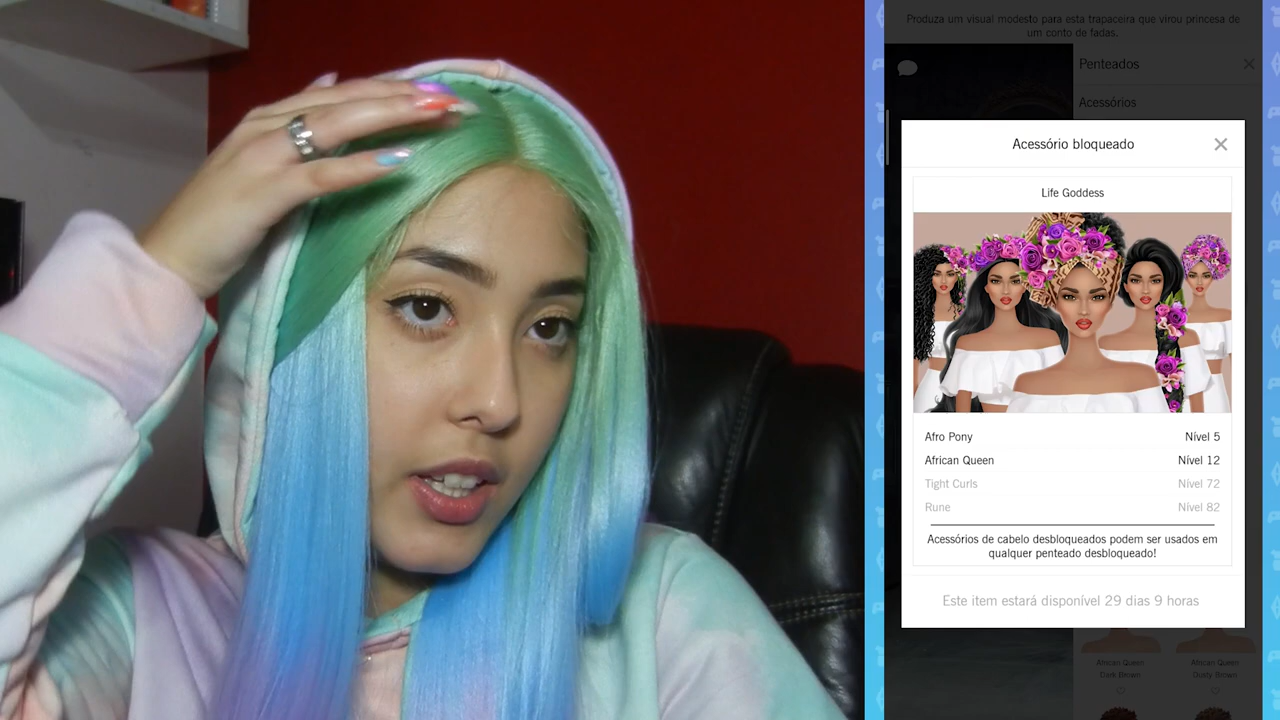 Produza um visual modesto para esta trapaceira que virou princesa de
um conto de fadas.
Penteados
Acessórios
Acessório bloqueado
Life Goddess
Afro Pony Nível 5
African Queen Nível 12
Tight Curls Nível 72
Rune Nível 82
Acessórios de cabelo desbloqueados podem ser usados em
qualquer penteado desbloqueado!
Este item estará disponível 29 dias 9 horas
African Queen
Dark Brown
African Queen
Dusty Brown